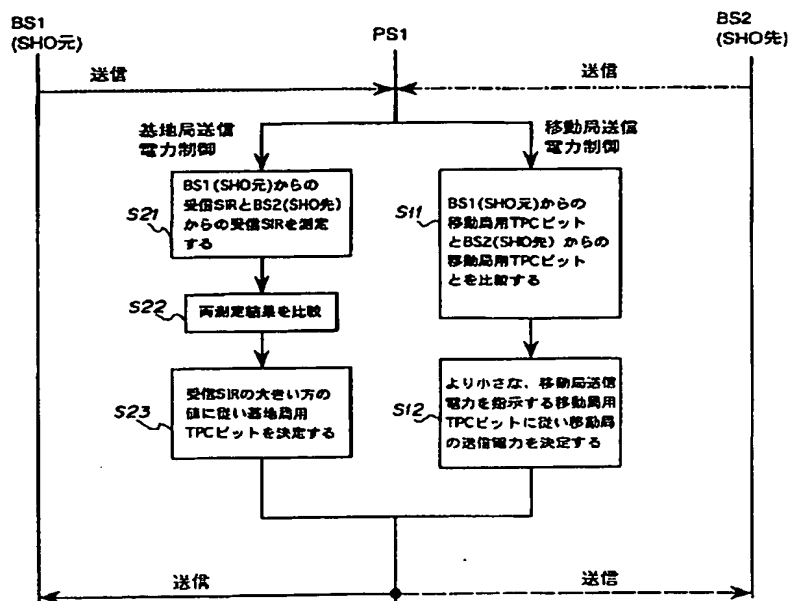 BS1
(SHO元)
PS1
BS2
(SHO先)
送信
送信
基地局送信
電力制御
移動局送信
電力制御
S21
BS1(SHO元)からの
受信SIRとBS2(SHO先)
からの受信SIRを測定
する
S11
BS1(SHO元)からの
移動局用TPCビット
とBS2(SHO先)からの
移動局用TPCビット
とを比較する
S22
両測定結果を比較
S23
受信SIRの大きい方の
値に従い基地局用
TPCビットを決定する
S12
より小さな、移動局送信
電力を指示する移動局用
TPCビットに従い移動局
の送信電力を決定する
送信
送信